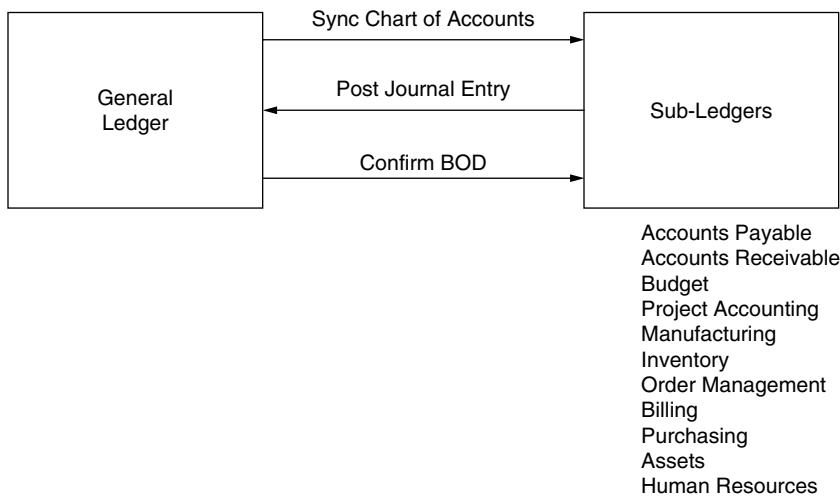 Sync Chart of Accounts
General
Ledger
Post Journal Entry
Sub-Ledgers
Confirm BOD
Accounts Payable
Accounts Receivable
Budget
Project Accounting
Manufacturing
Inventory
Order Management
Billing
Purchasing
Assets
Human Resources